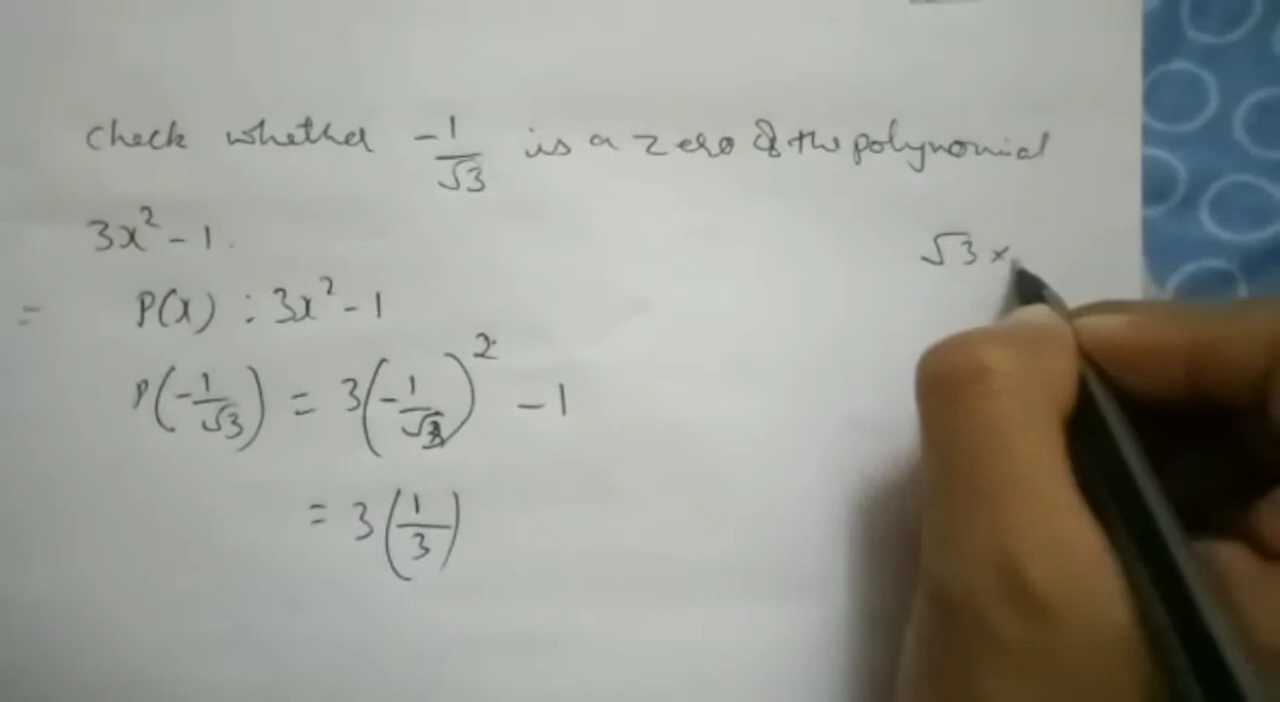 check whether -1/√3 is a zero of the polynomial
3x² - 1.
√3 ×
= P(x) : 3x² - 1
P(-1/√3) = 3(-1/√3)² - 1
= 3(1/3)